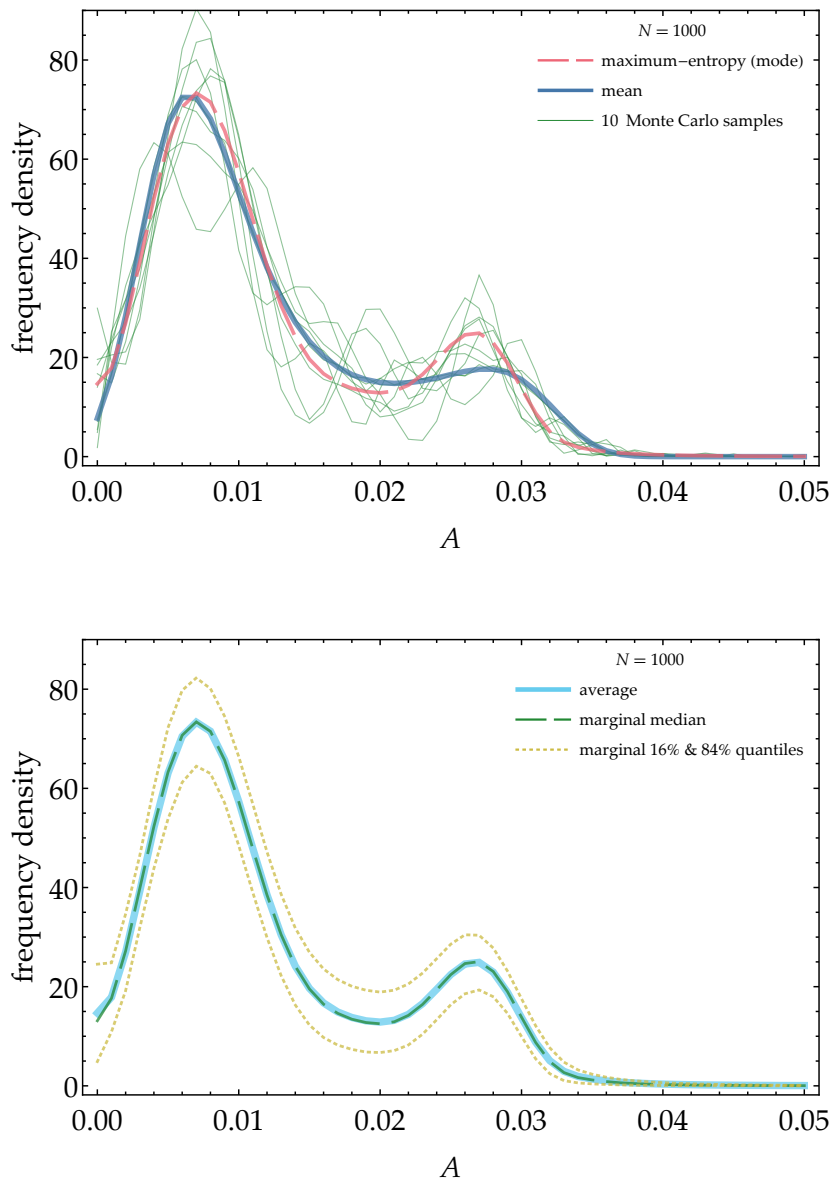 N = 1000
maximum−entropy (mode)
mean
10 Monte Carlo samples
80
60
40
20
0
frequency density
0.00 0.01 0.02 0.03 0.04 0.05
A
N = 1000
average
marginal median
marginal 16% & 84% quantiles
80
60
40
20
0
frequency density
0.00 0.01 0.02 0.03 0.04 0.05
A